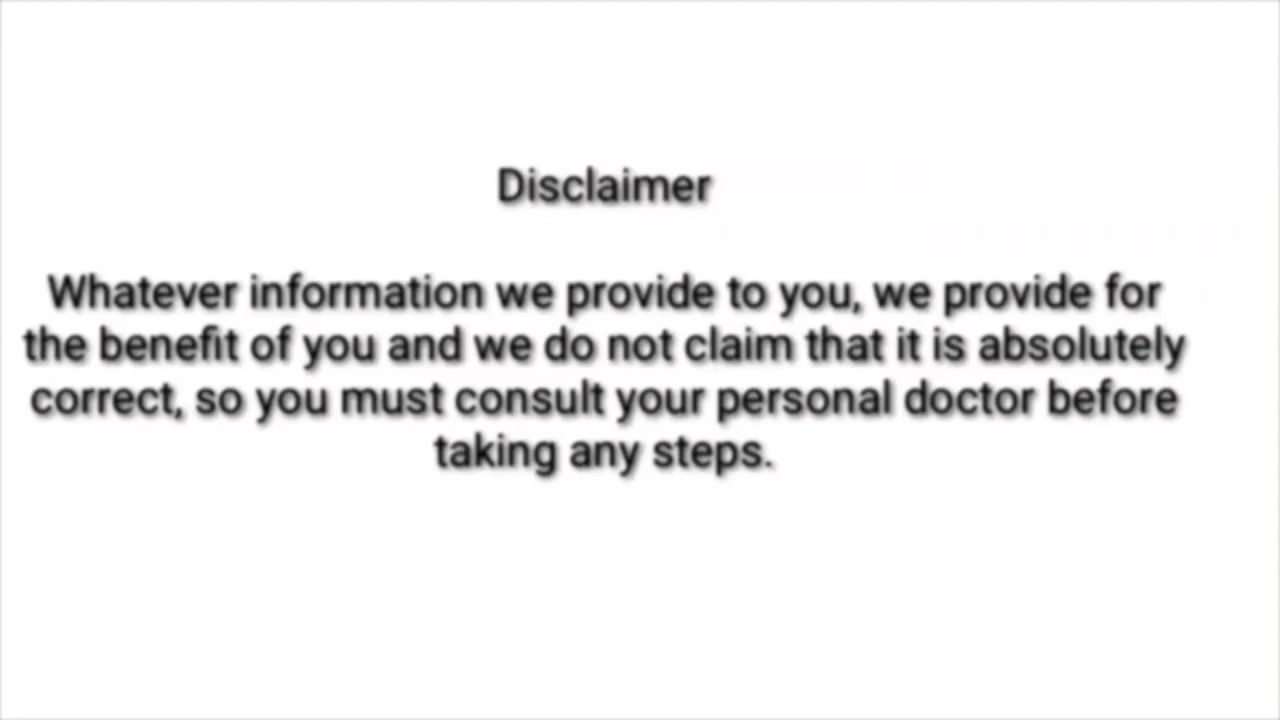 Disclaimer
Whatever information we provide to you, we provide for
the benefit of you and we do not claim that it is absolutely
correct, so you must consult your personal doctor before
taking any steps.